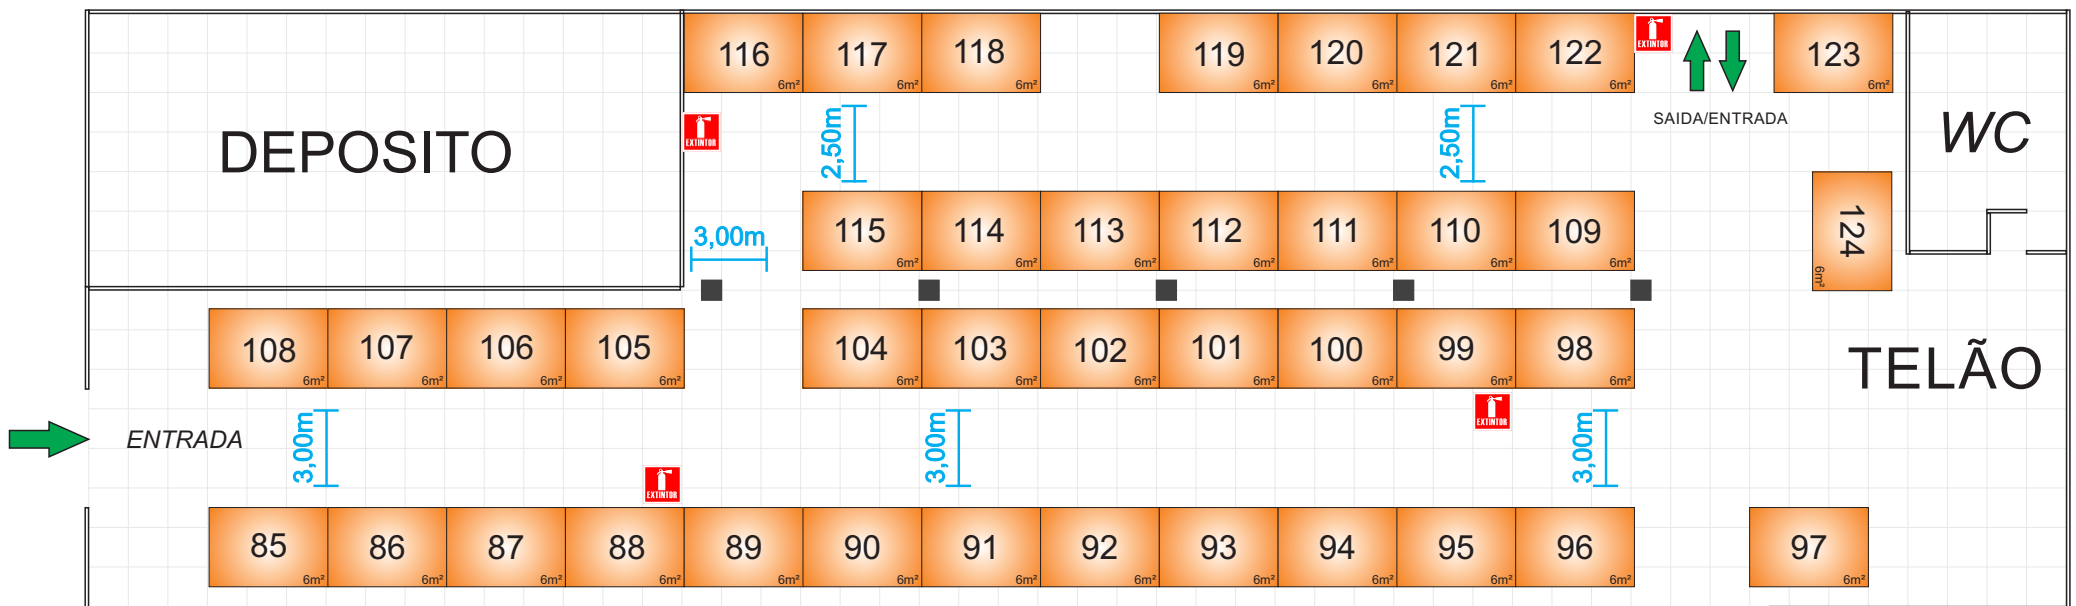 116 6m² 117 6m² 118 6m² 119 6m² 120 6m² 121 6m² 122 6m² EXTINTOR 123 6m²
SAIDA/ENTRADA
DEPOSITO
EXTINTOR
2,50m
2,50m
WC
3,00m
115 6m² 114 6m² 113 6m² 112 6m² 111 6m² 110 6m² 109 6m² 124 6m²
108 6m² 107 6m² 106 6m² 105 6m² 104 6m² 103 6m² 102 6m² 101 6m² 100 6m² 99 6m² 98 6m²
TELÃO
EXTINTOR
ENTRADA
3,00m
3,00m
3,00m
EXTINTOR
85 6m² 86 6m² 87 6m² 88 6m² 89 6m² 90 6m² 91 6m² 92 6m² 93 6m² 94 6m² 95 6m² 96 6m² 97 6m²